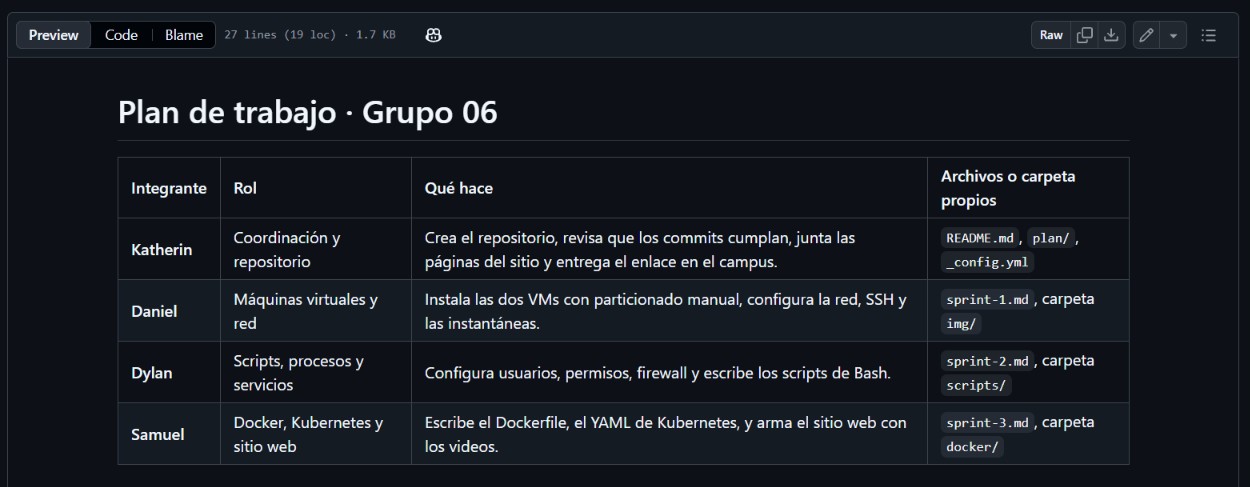 Preview Code Blame 27 lines (19 loc) · 1.7 KB Raw
Plan de trabajo · Grupo 06
Integrante Rol Qué hace Archivos o carpeta
propios
Katherin Coordinación y
repositorio Crea el repositorio, revisa que los commits cumplan, junta las
páginas del sitio y entrega el enlace en el campus. README.md, plan/,
_config.yml
Daniel Máquinas virtuales y
red Instala las dos VMs con particionado manual, configura la red, SSH y
las instantáneas. sprint-1.md, carpeta
img/
Dylan Scripts, procesos y
servicios Configura usuarios, permisos, firewall y escribe los scripts de Bash. sprint-2.md, carpeta
scripts/
Samuel Docker, Kubernetes y
sitio web Escribe el Dockerfile, el YAML de Kubernetes, y arma el sitio web con
los videos. sprint-3.md, carpeta
docker/